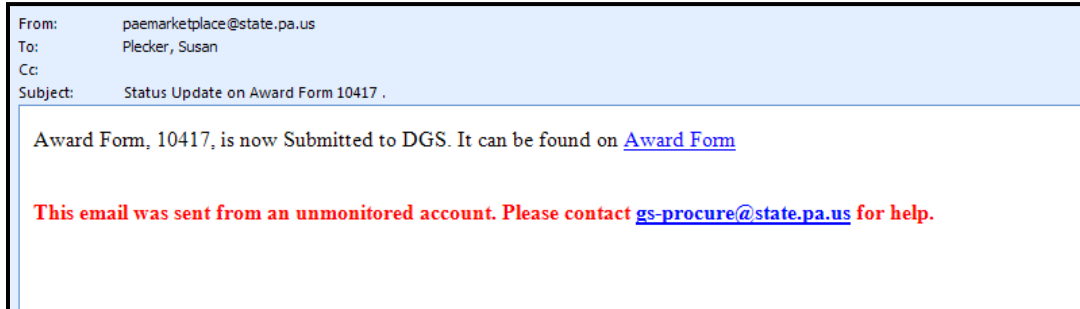 From: paemarketplace@state.pa.us
To: Plecker, Susan
Cc:
Subject: Status Update on Award Form 10417 .
Award Form, 10417, is now Submitted to DGS. It can be found on Award Form
This email was sent from an unmonitored account. Please contact gs-procure@state.pa.us for help.